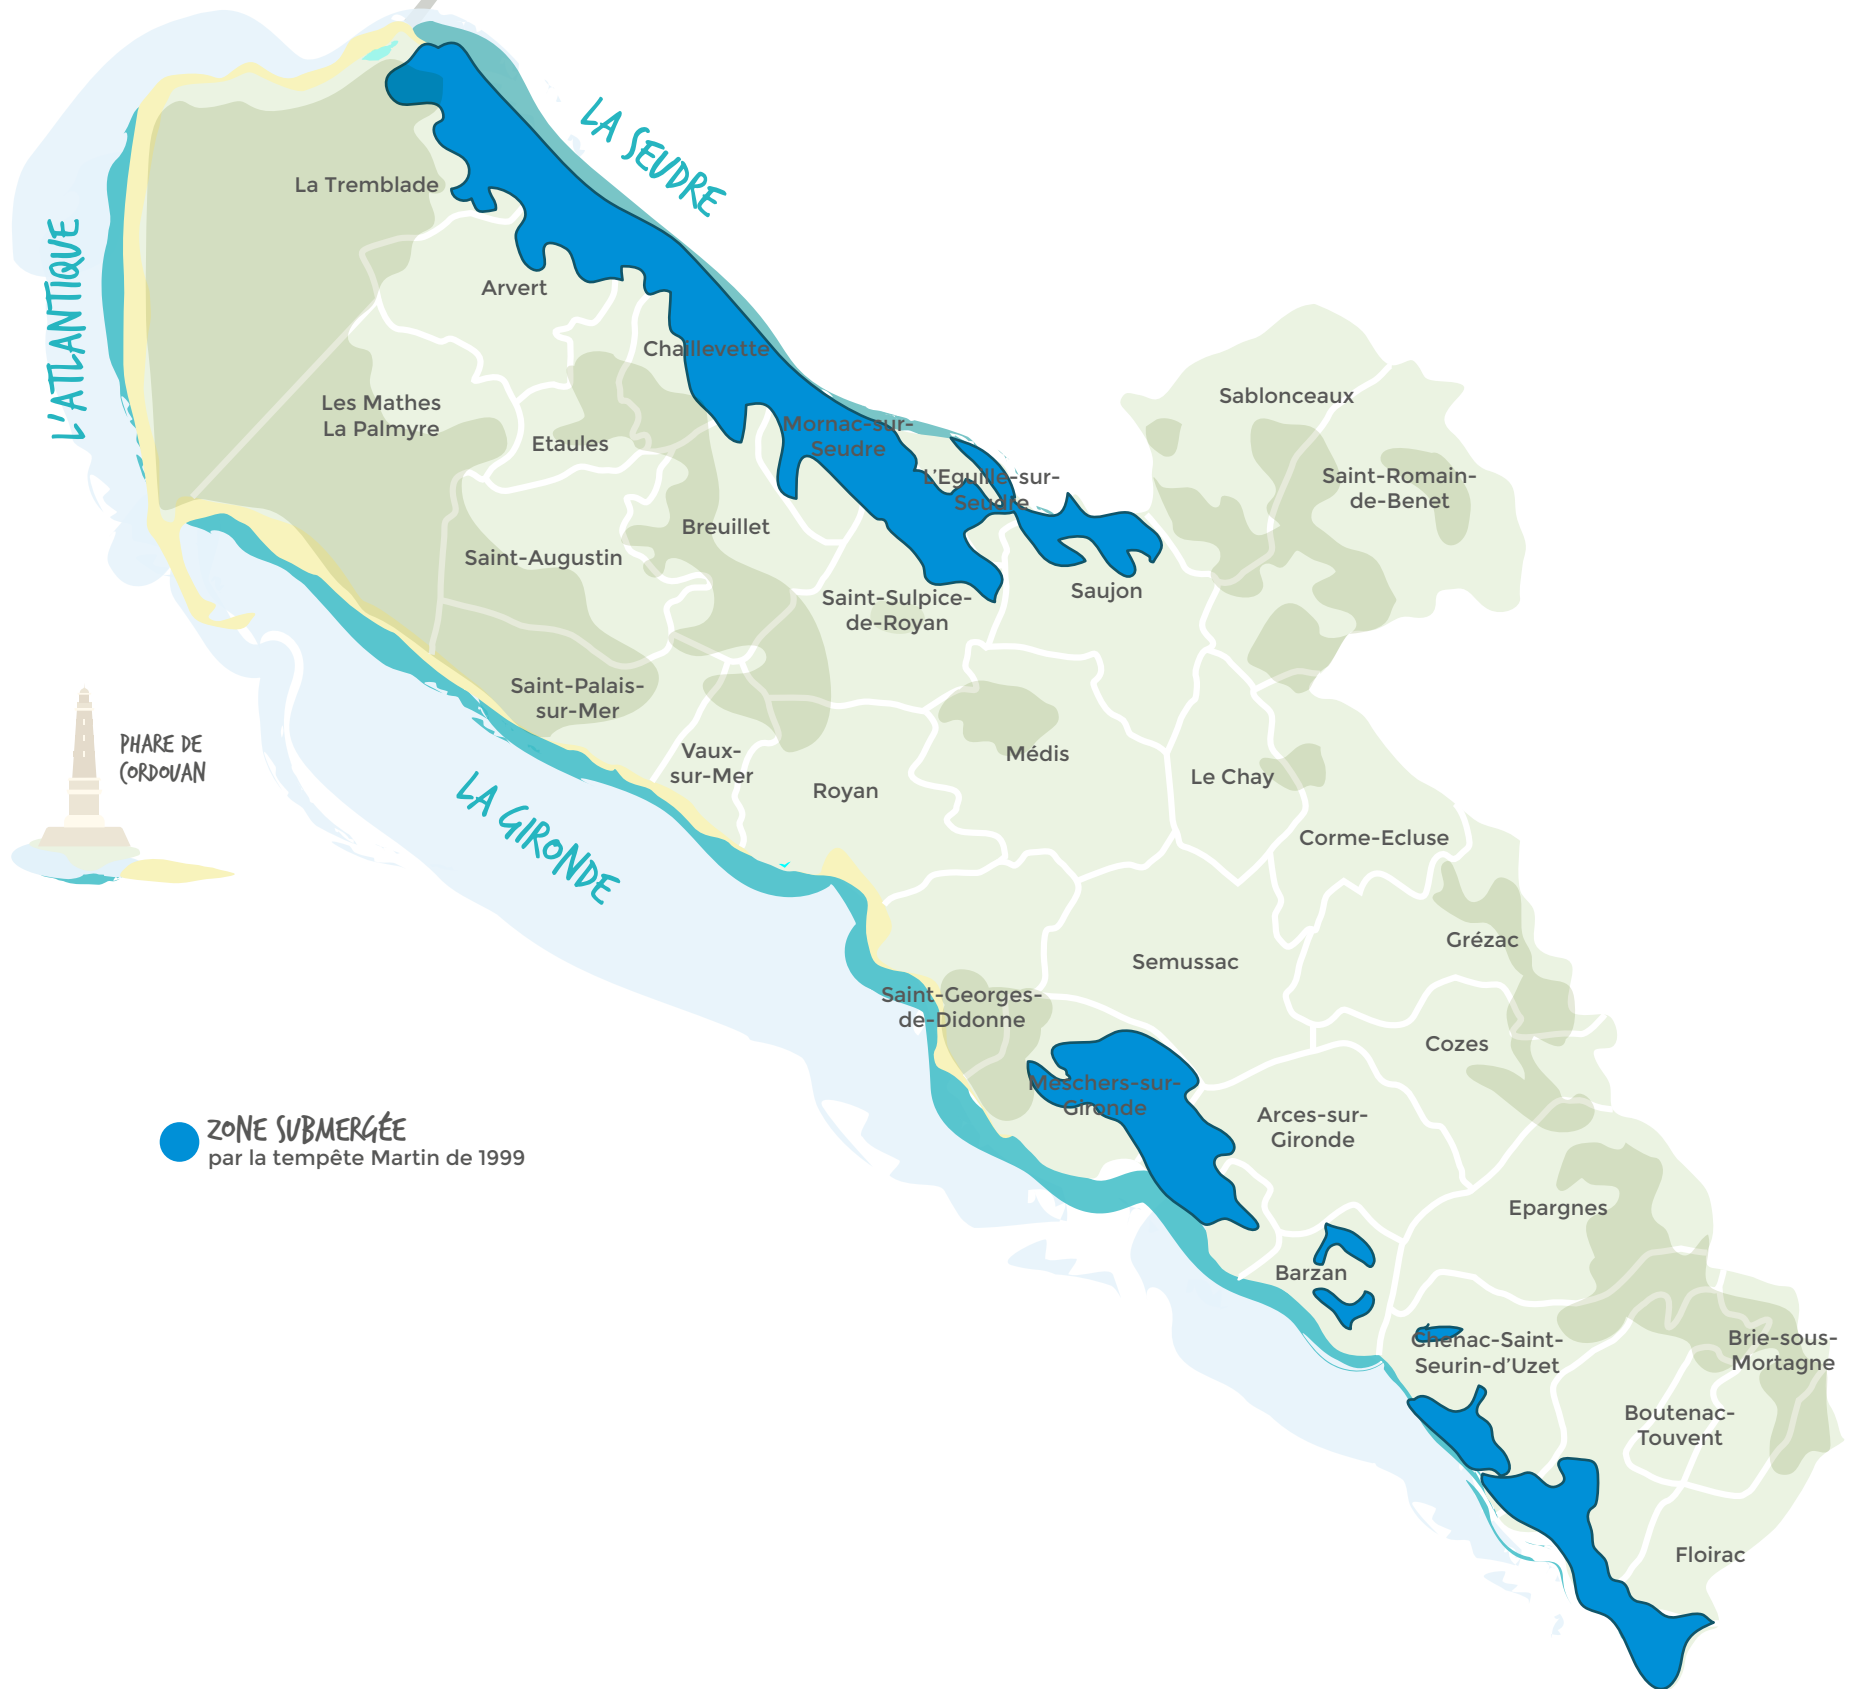 LA SEUDRE
L'ATLANTIQUE
La Tremblade
Arvert
Chaillevette
Les Mathes
La Palmyre
Etaules
Mornac-sur-
Seudre
L'Eguille-sur-
Seudre
Sablonceaux
Saint-Romain-
de-Benet
Breuillet
Saint-Augustin
Saint-Sulpice-
de-Royan
Saujon
Saint-Palais-
sur-Mer
Vaux-
sur-Mer
Royan
Médis
Le Chay
PHARE DE
CORDOUAN
LA GIRONDE
Corme-Ecluse
Grézac
Semussac
Saint-Georges-
de-Didonne
Cozes
Meschers-sur-
Gironde
Arces-sur-
Gironde
ZONE SUBMERGÉE
par la tempête Martin de 1999
Epargnes
Barzan
Chenac-Saint-
Seurin-d'Uzet
Brie-sous-
Mortagne
Boutenac-
Touvent
Floirac